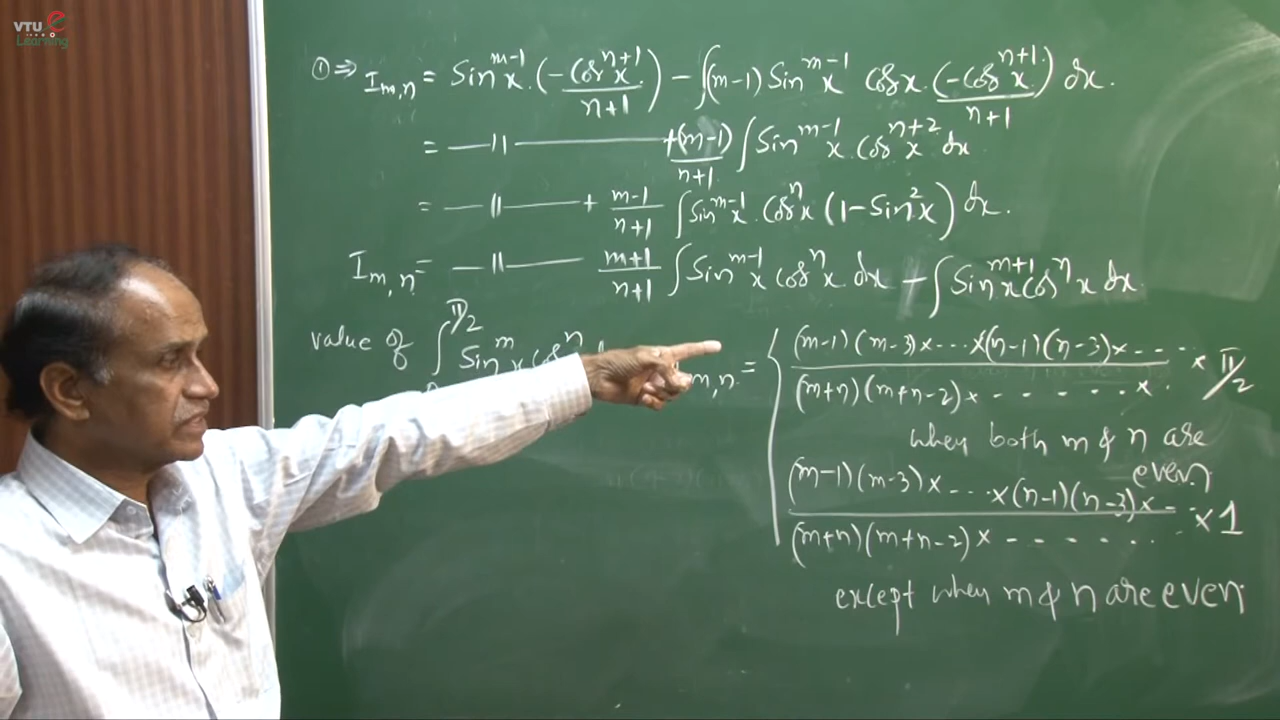 VTU e
Learning
① ⇒ I_{m,n} = Sin^{m-1}x . (-Cos^{n+1}x / n+1) - ∫(m-1) Sin^{m-1}x Cosx . (-Cos^{n+1}x / n+1) dx .
= —॥———— +(m-1)/n+1 ∫Sin^{m-1}x Cos^{n+2}x dx
= —॥—— + m-1/n+1 ∫Sin^{m-1}x . Cos^{n}x (1-Sin^{2}x) dx .
I_{m,n} = —॥—— m+1/n+1 ∫Sin^{m-1}x Cos^{n}x dx - ∫Sin^{m+1}x Cos^{n}x dx
value of ∫^{π/2} Sin^{m}x Cos^{n} m,n = { (m-1)(m-3)×...×(n-1)(n-3)×.... / (m+n)(m+n-2)×......×. × π/2
when both m & n are
even
(m-1)(m-3)×....×(n-1)(n-3)×... / (m+n)(m+n-2)×....... ×1
except when m & n are even